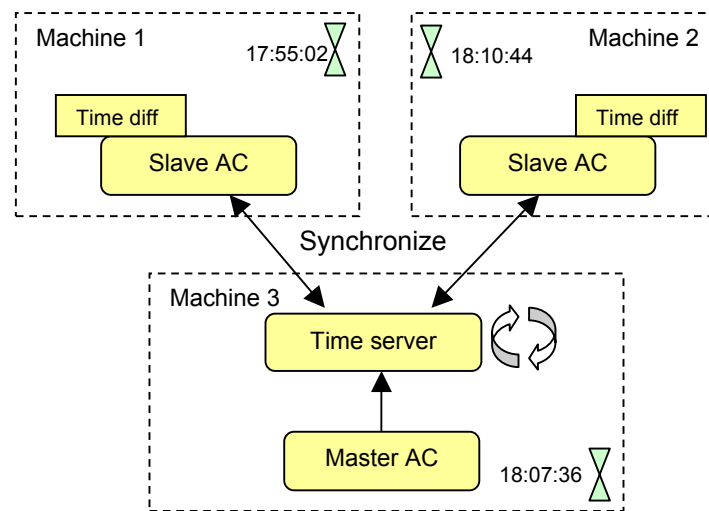 Machine 1
17:55:02
Time diff
Slave AC
18:10:44
Machine 2
Time diff
Slave AC
Synchronize
Machine 3
Time server
Master AC
18:07:36